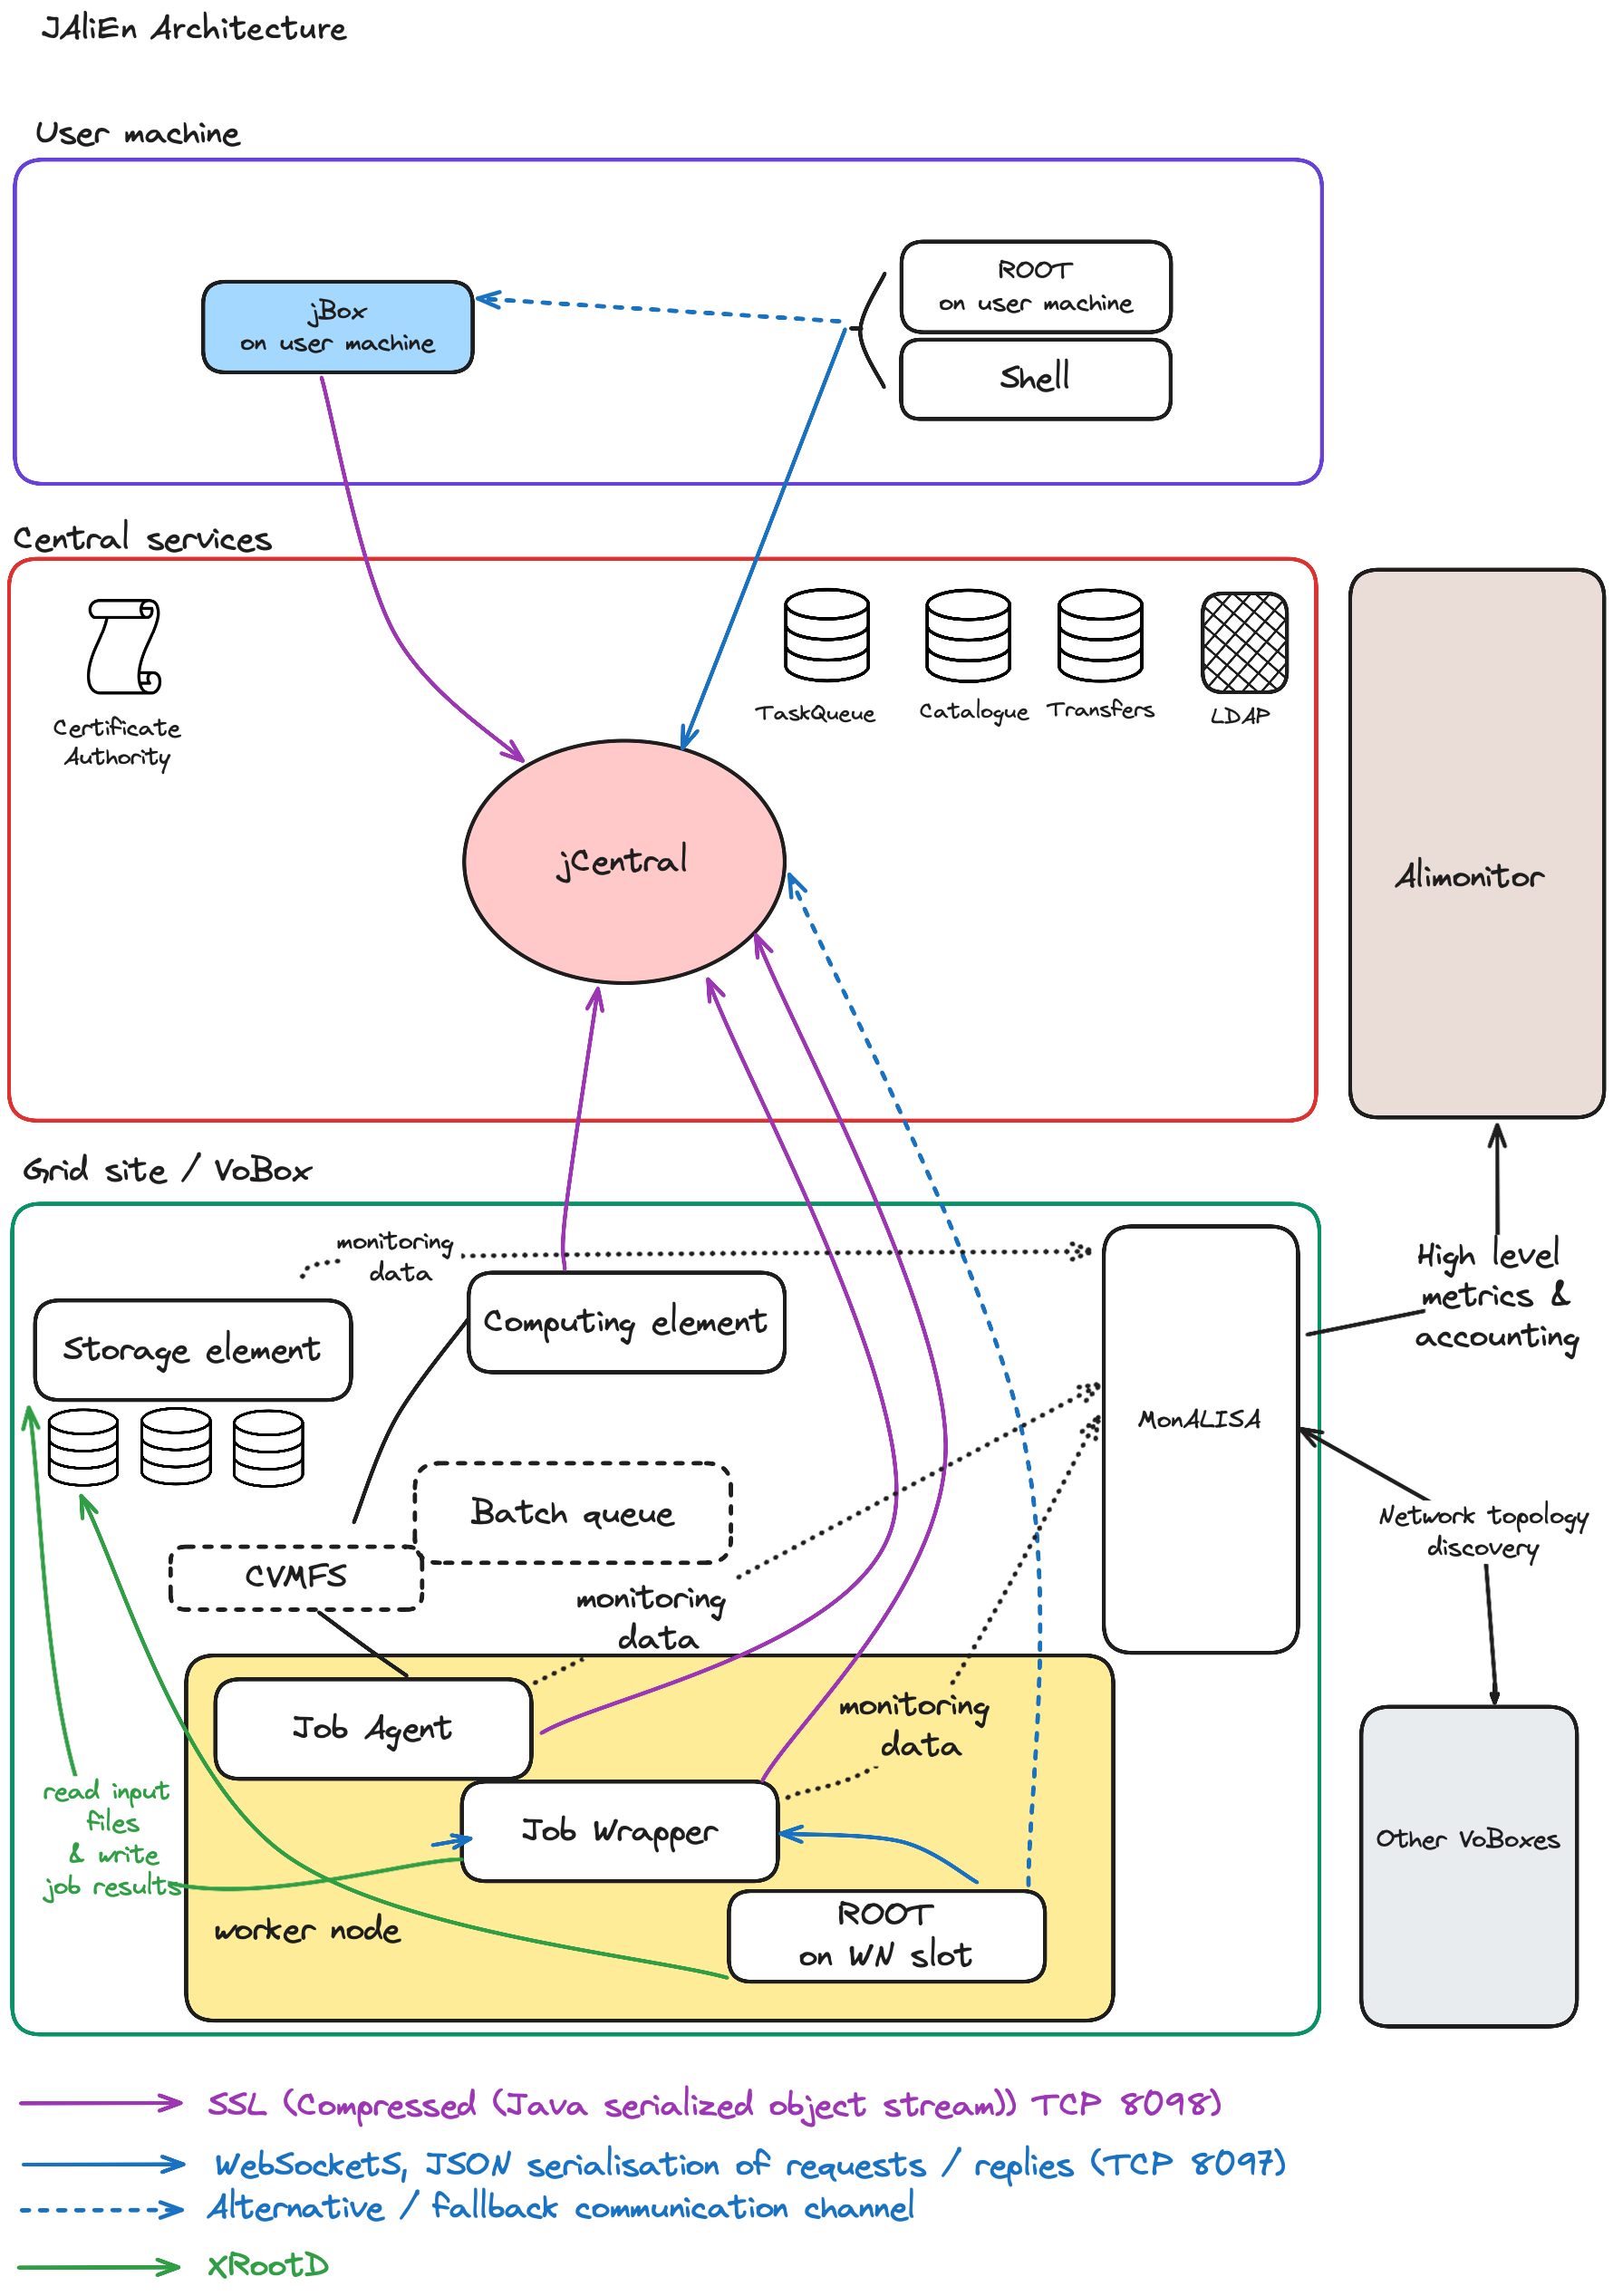 JAliEn Architecture
User machine
jBox
on user machine
ROOT
on user machine
Shell
Central services
Certificate
Authority
TaskQueue
Catalogue
Transfers
LDAP
jCentral
Alimonitor
Grid site / VoBox
monitoring
data
Storage element
Computing element
High level
metrics &
accounting
MonALISA
Batch queue
CVMFS
monitoring
data
Network topology
discovery
Job Agent
monitoring
data
read input
files
& write
job results
Job Wrapper
Other VoBoxes
worker node
ROOT
on WN slot
SSL (Compressed (Java serialized object stream)) TCP 8098)
WebSocketS, JSON serialisation of requests / replies (TCP 8097)
Alternative / fallback communication channel
XRootD